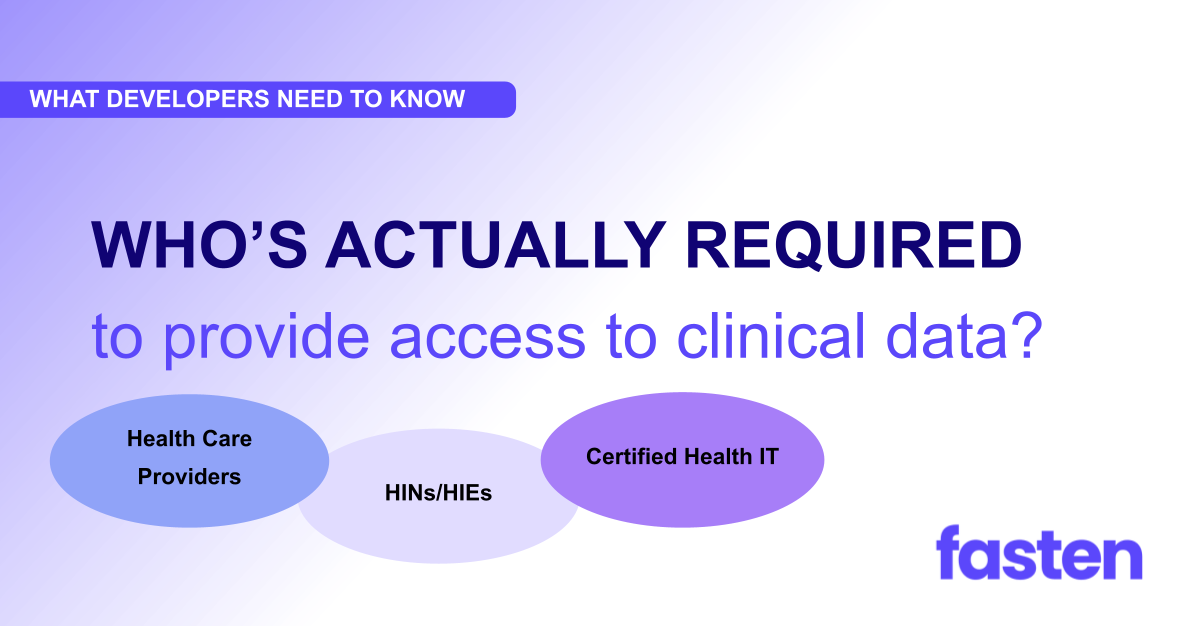 WHAT DEVELOPERS NEED TO KNOW
WHO’S ACTUALLY REQUIRED
to provide access to clinical data?
Health Care
Providers
HINs/HIEs
Certified Health IT
fasten